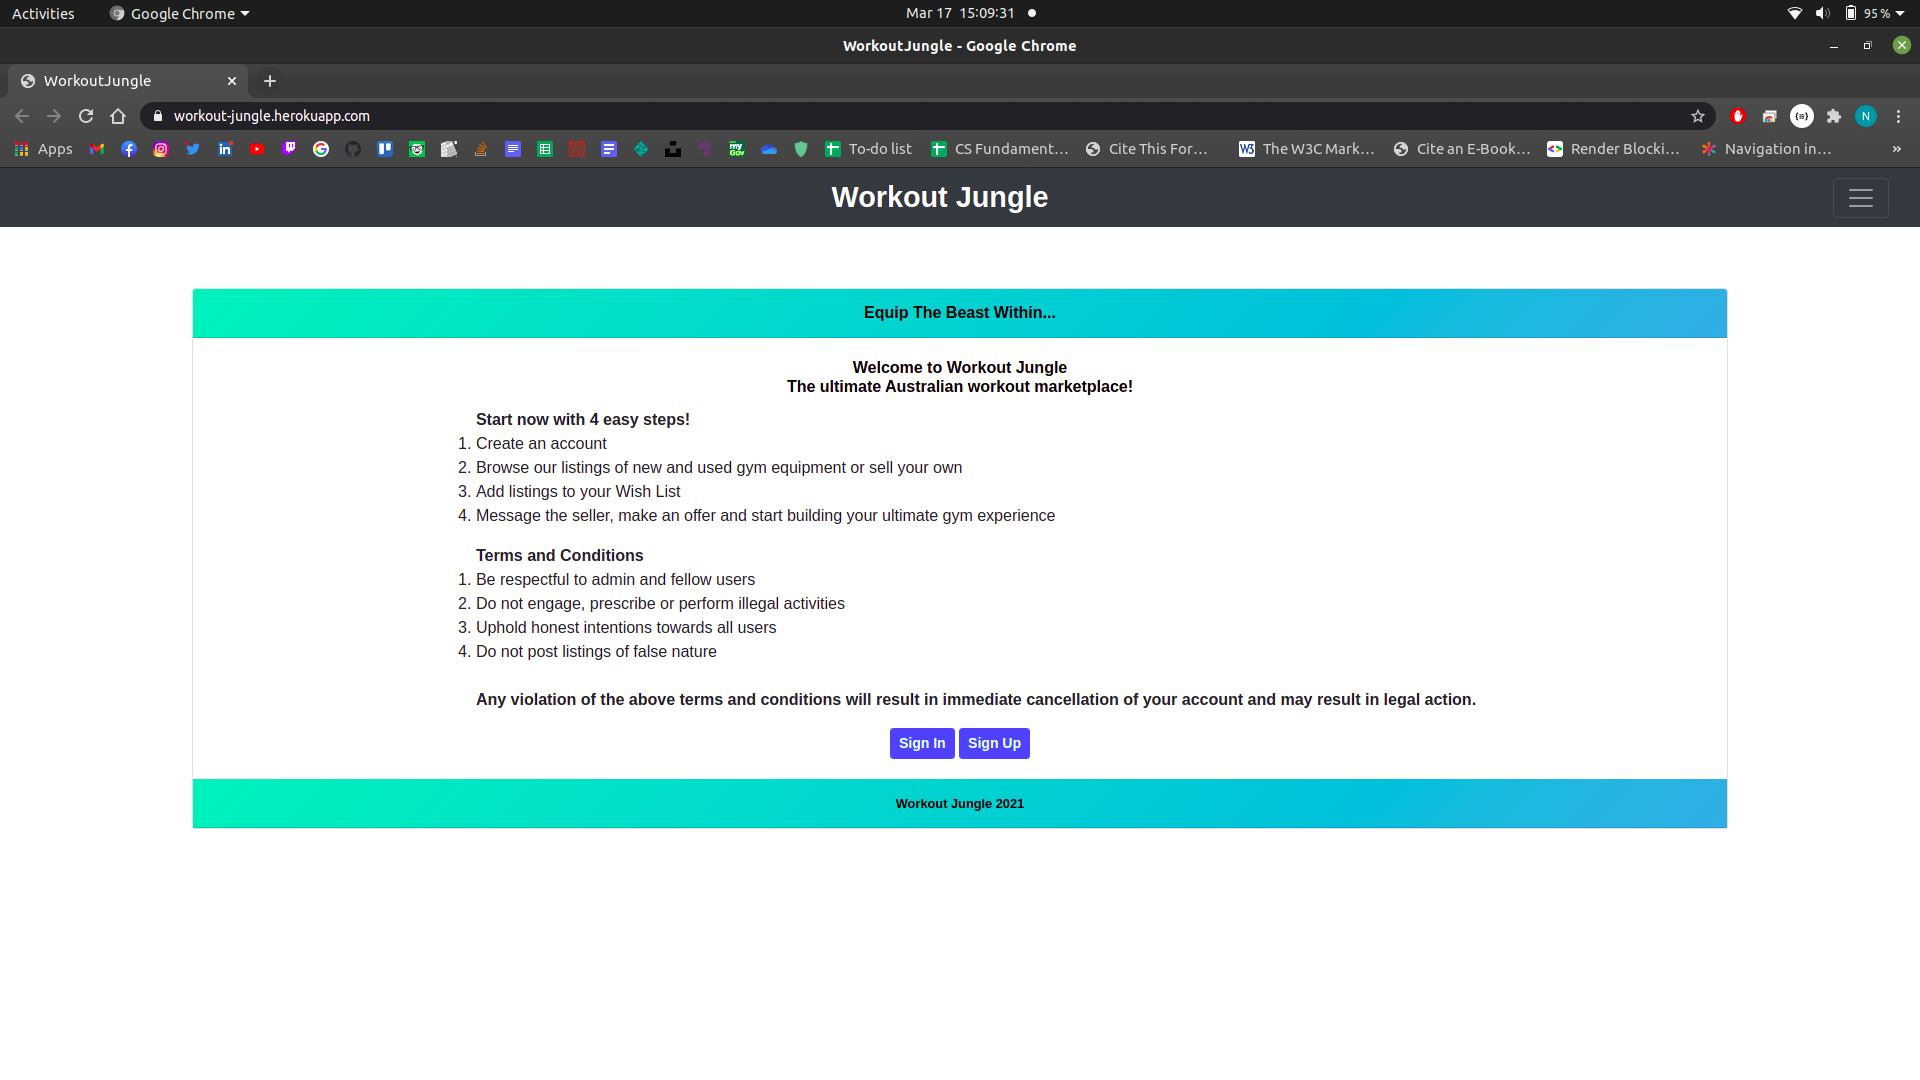 Activities
Google Chrome
Mar 17 15:09:31
95 %
WorkoutJungle - Google Chrome
WorkoutJungle
workout-jungle.herokuapp.com
N
Apps
To-do list
CS Fundament...
Cite This For...
The W3C Mark...
Cite an E-Book...
Render Blocki...
Navigation in...
Workout Jungle
Equip The Beast Within...
Welcome to Workout Jungle
The ultimate Australian workout marketplace!
Start now with 4 easy steps!
1. Create an account
2. Browse our listings of new and used gym equipment or sell your own
3. Add listings to your Wish List
4. Message the seller, make an offer and start building your ultimate gym experience
Terms and Conditions
1. Be respectful to admin and fellow users
2. Do not engage, prescribe or perform illegal activities
3. Uphold honest intentions towards all users
4. Do not post listings of false nature
Any violation of the above terms and conditions will result in immediate cancellation of your account and may result in legal action.
Sign In
Sign Up
Workout Jungle 2021